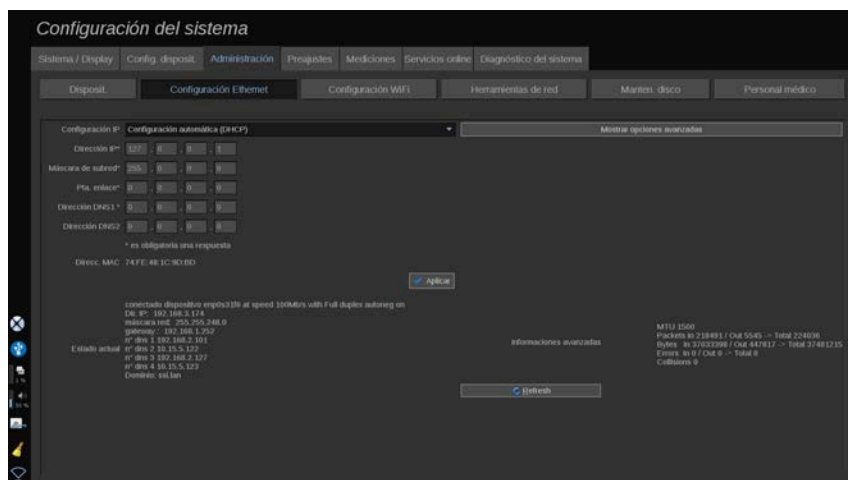 Configuración del sistema
Sistema / Display Config. disposit. Administración Preajustes Mediciones Servicios online Diagnóstico del sistema
Disposit. Configuración Ethernet Configuración WiFi Herramientas de red Manten. disco Personal médico
Configuración IP Configuración automática (DHCP) Mostrar opciones avanzadas
Dirección IP* 127 . 0 . 0 . 1
Máscara de subred* 255 . 0 . 0 . 0
Pta. enlace* 0 . 0 . 0 . 0
Dirección DNS1 * 0 . 0 . 0 . 0
Dirección DNS2 0 . 0 . 0 . 0
* es obligatoria una respuesta
Direcc. MAC 74:FE:48:1C:9D:BD
Aplicar
conectado dispositivo enp0s31f6 at speed 100Mb/s with Full duplex autoneg on
Dir. IP: 192.168.3.174
máscara red: 255.255.248.0
gateway : 192.168.1.252
n° dns 1 192.168.2.101
Estado actual n° dns 2 10.15.5.122
n° dns 3 192.168.2.127
n° dns 4 10.15.5.123
Dominio: ssl.lan
Informaciones avanzadas
MTU 1500
Packets In 218491 / Out 5545 -> Total 224036
Bytes In 37033398 / Out 447817 -> Total 37481215
Errors In 0 / Out 0 -> Total 0
Collisions 0
Refresh
1 %